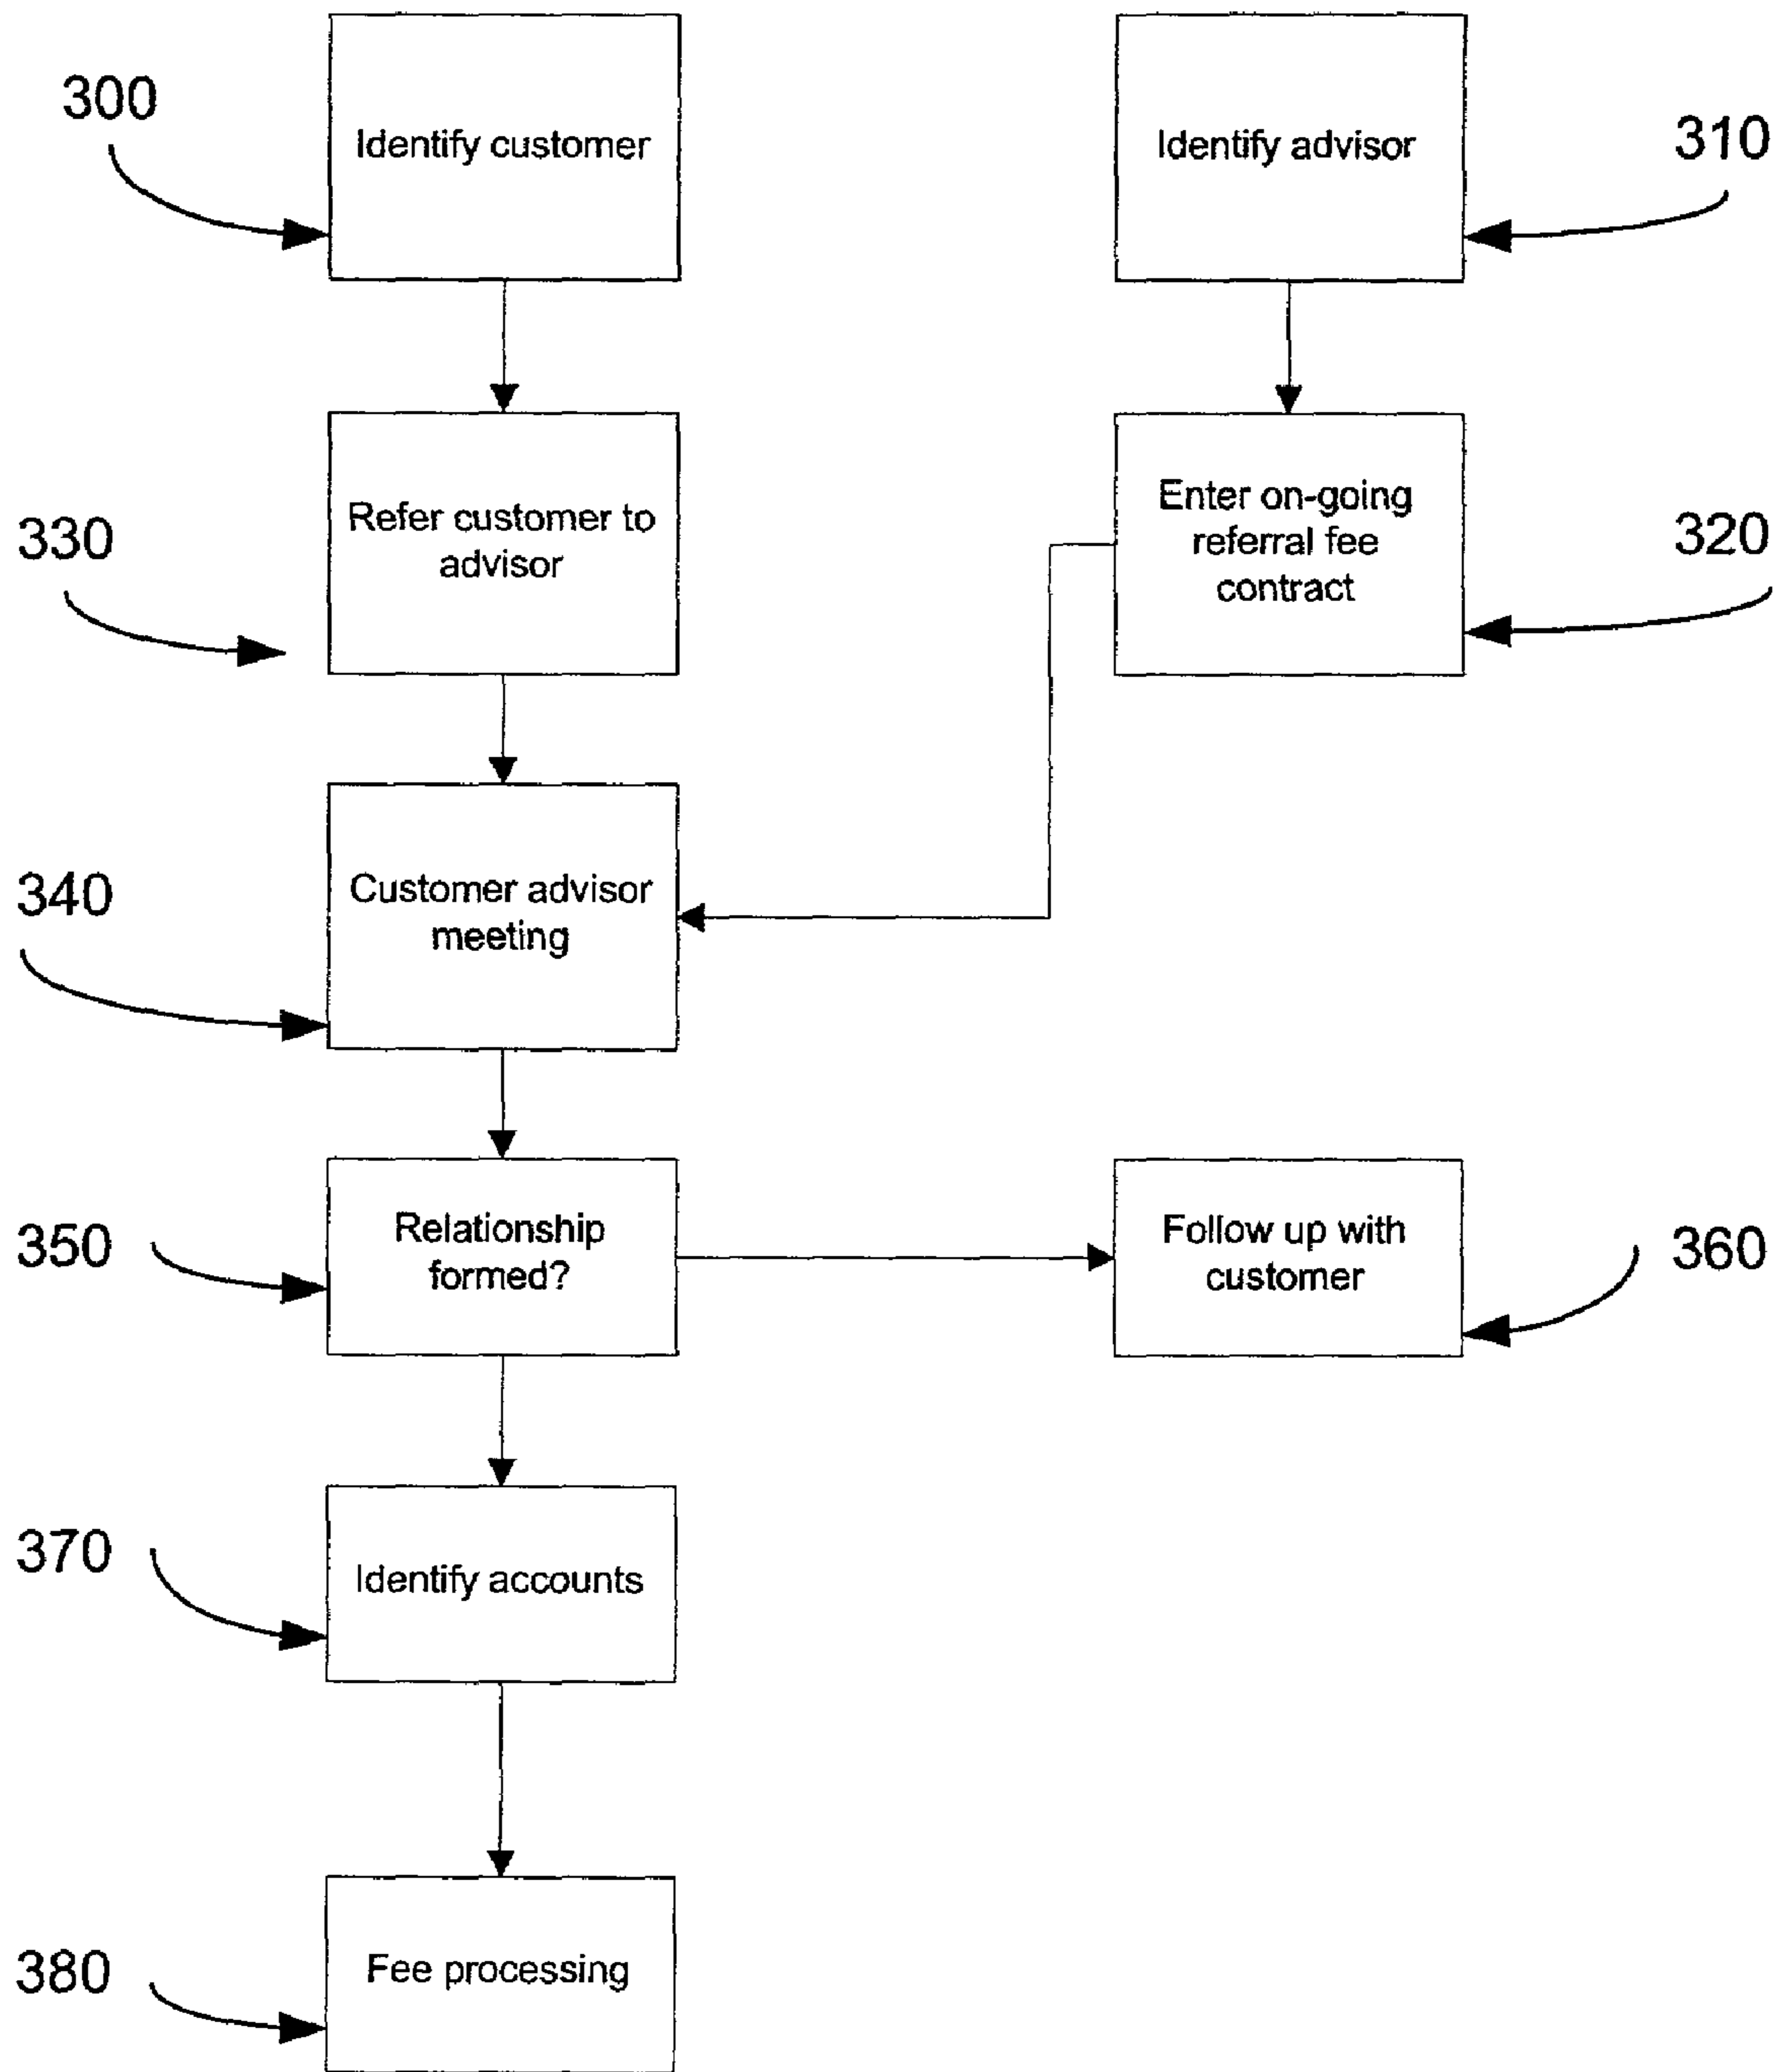 300
Identify customer
Identify advisor
310
330
Refer customer to
advisor
Enter on-going
referral fee
contract
320
340
Customer advisor
meeting
350
Relationship
formed?
Follow up with
customer
360
370
Identify accounts
380
Fee processing